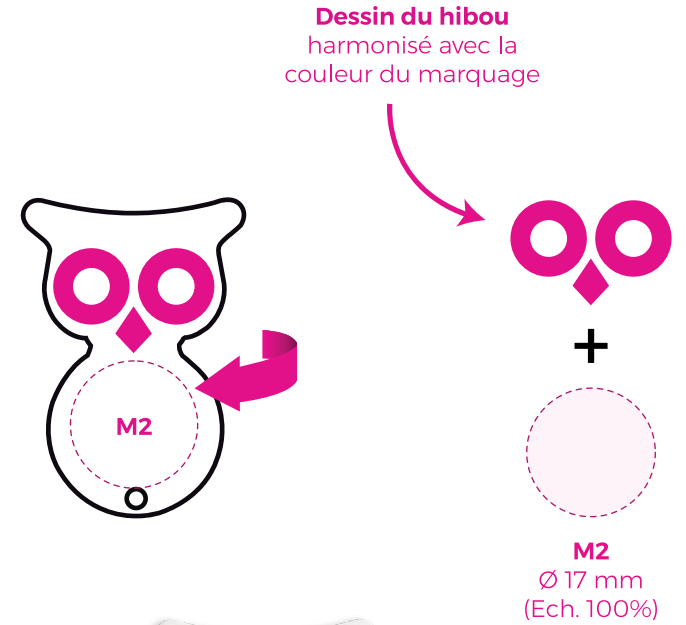 Dessin du hibou
harmonisé avec la
couleur du marquage
M2
+
M2
Ø 17 mm
(Ech. 100%)